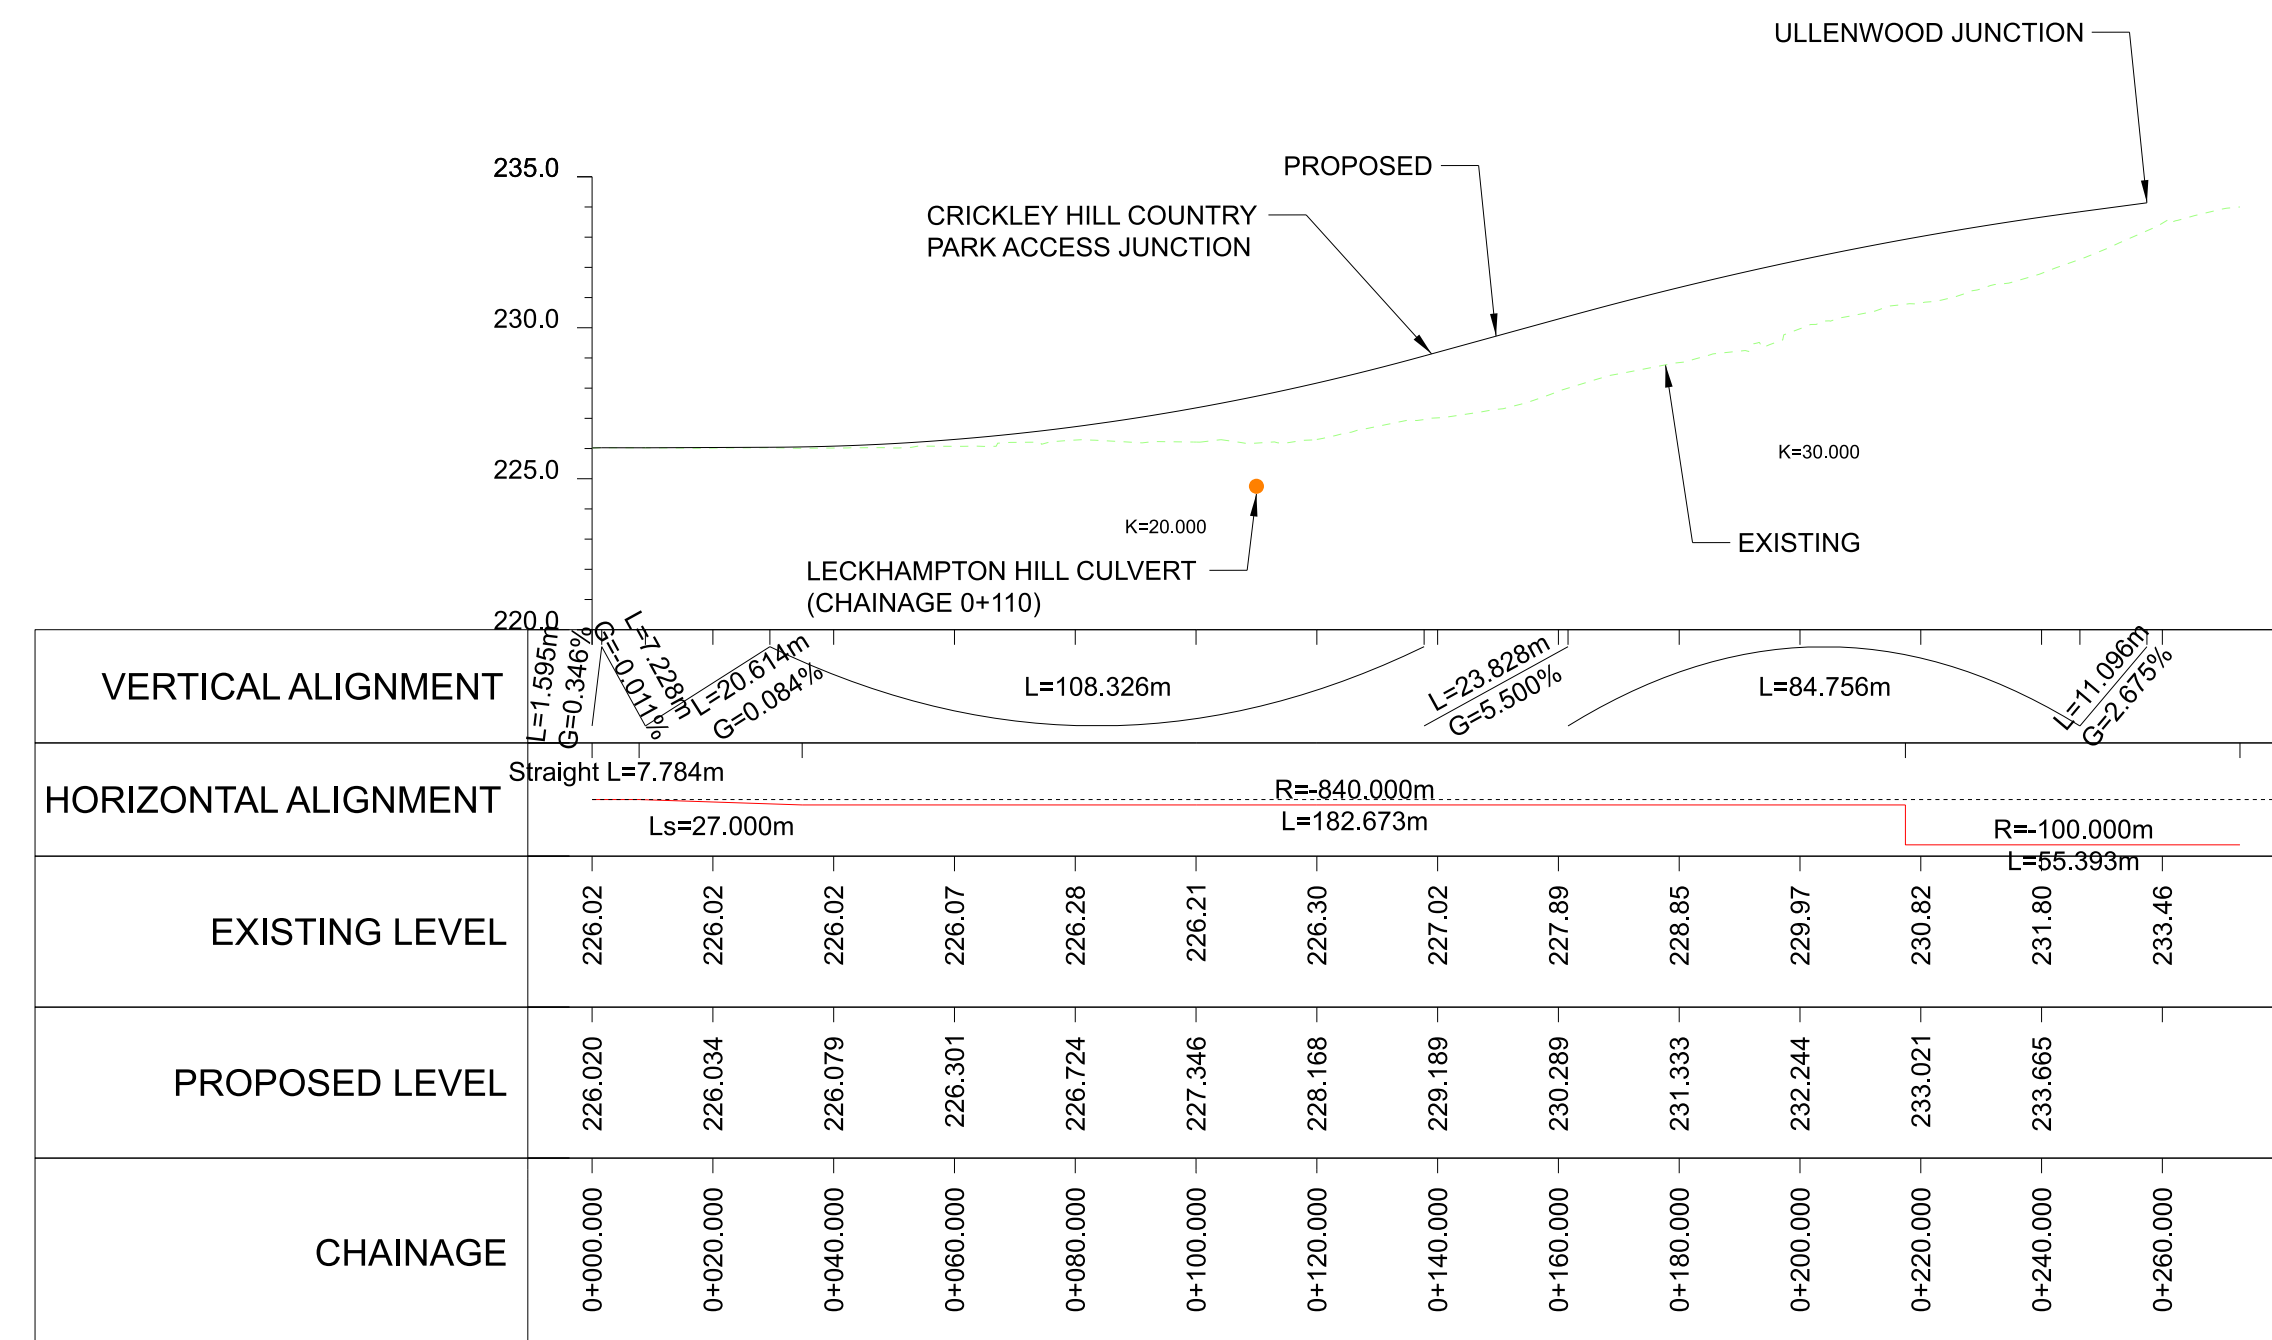 ULLENWOOD JUNCTION
PROPOSED
CRICKLEY HILL COUNTRY
PARK ACCESS JUNCTION
235.0
230.0
225.0
220.0
K=30.000
K=20.000
EXISTING
LECKHAMPTON HILL CULVERT
(CHAINAGE 0+110)
VERTICAL ALIGNMENT
L=1.595m
G=0.346%
L=7.228m
G=-0.011%
L=20.614m
G=0.084%
L=108.326m
L=23.828m
G=5.500%
L=84.756m
L=11.096m
G=2.675%
HORIZONTAL ALIGNMENT
Straight L=7.784m
Ls=27.000m
R=-840.000m
L=182.673m
R=-100.000m
L=55.393m
EXISTING LEVEL
226.02
226.02
226.02
226.07
226.28
226.21
226.30
227.02
227.89
228.85
229.97
230.82
231.80
233.46
PROPOSED LEVEL
226.020
226.034
226.079
226.301
226.724
227.346
228.168
229.189
230.289
231.333
232.244
233.021
233.665
CHAINAGE
0+000.000
0+020.000
0+040.000
0+060.000
0+080.000
0+100.000
0+120.000
0+140.000
0+160.000
0+180.000
0+200.000
0+220.000
0+240.000
0+260.000